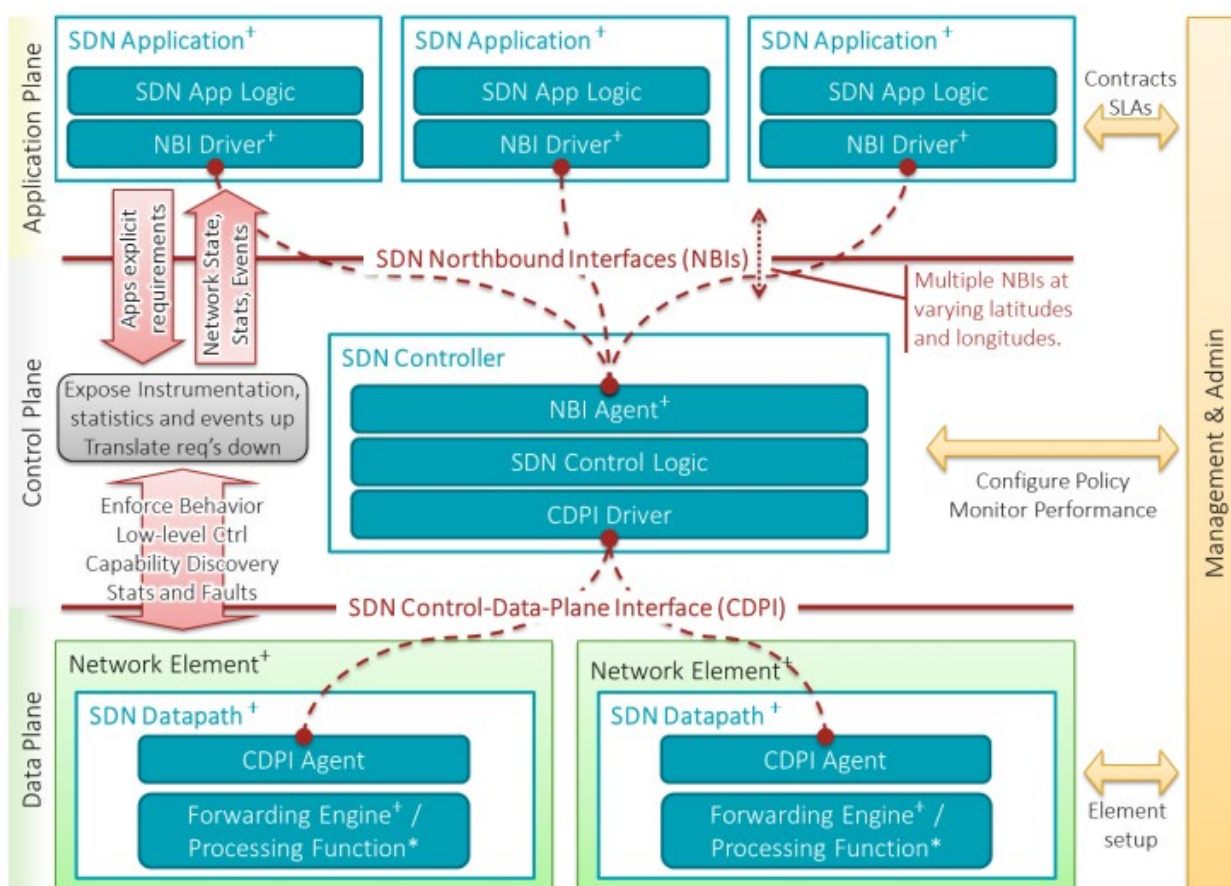 Application Plane
SDN Application⁺
SDN App Logic
NBI Driver⁺
SDN Application⁺
SDN App Logic
NBI Driver⁺
SDN Application⁺
SDN App Logic
NBI Driver⁺
Contracts
SLAs
Apps explicit
requirements
Network State,
Stats, Events
SDN Northbound Interfaces (NBIs)
Multiple NBIs at
varying latitudes
and longitudes.
Control Plane
Expose Instrumentation,
statistics and events up
Translate req's down
SDN Controller
NBI Agent⁺
SDN Control Logic
CDPI Driver
Configure Policy
Monitor Performance
Management & Admin
Enforce Behavior
Low-level Ctrl
Capability Discovery
Stats and Faults
SDN Control-Data-Plane Interface (CDPI)
Data Plane
Network Element⁺
SDN Datapath⁺
CDPI Agent
Forwarding Engine⁺ /
Processing Function*
Network Element⁺
SDN Datapath⁺
CDPI Agent
Forwarding Engine⁺ /
Processing Function*
Element
setup